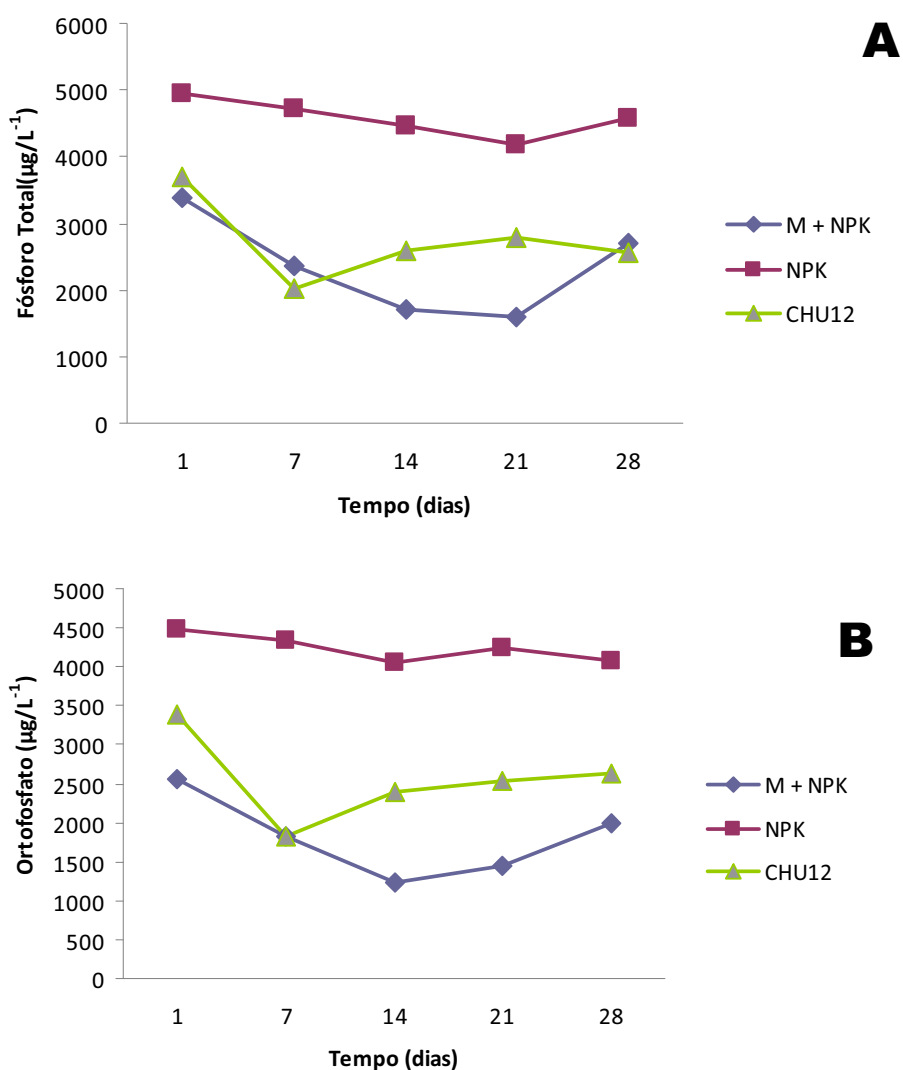 A
6000
5000
4000
3000
2000
1000
0
Fósforo Total(µg/L⁻¹)
1 7 14 21 28
Tempo (dias)
M + NPK
NPK
CHU12
B
5000
4500
4000
3500
3000
2500
2000
1500
1000
500
0
Ortofosfato (µg/L⁻¹)
1 7 14 21 28
Tempo (dias)
M + NPK
NPK
CHU12